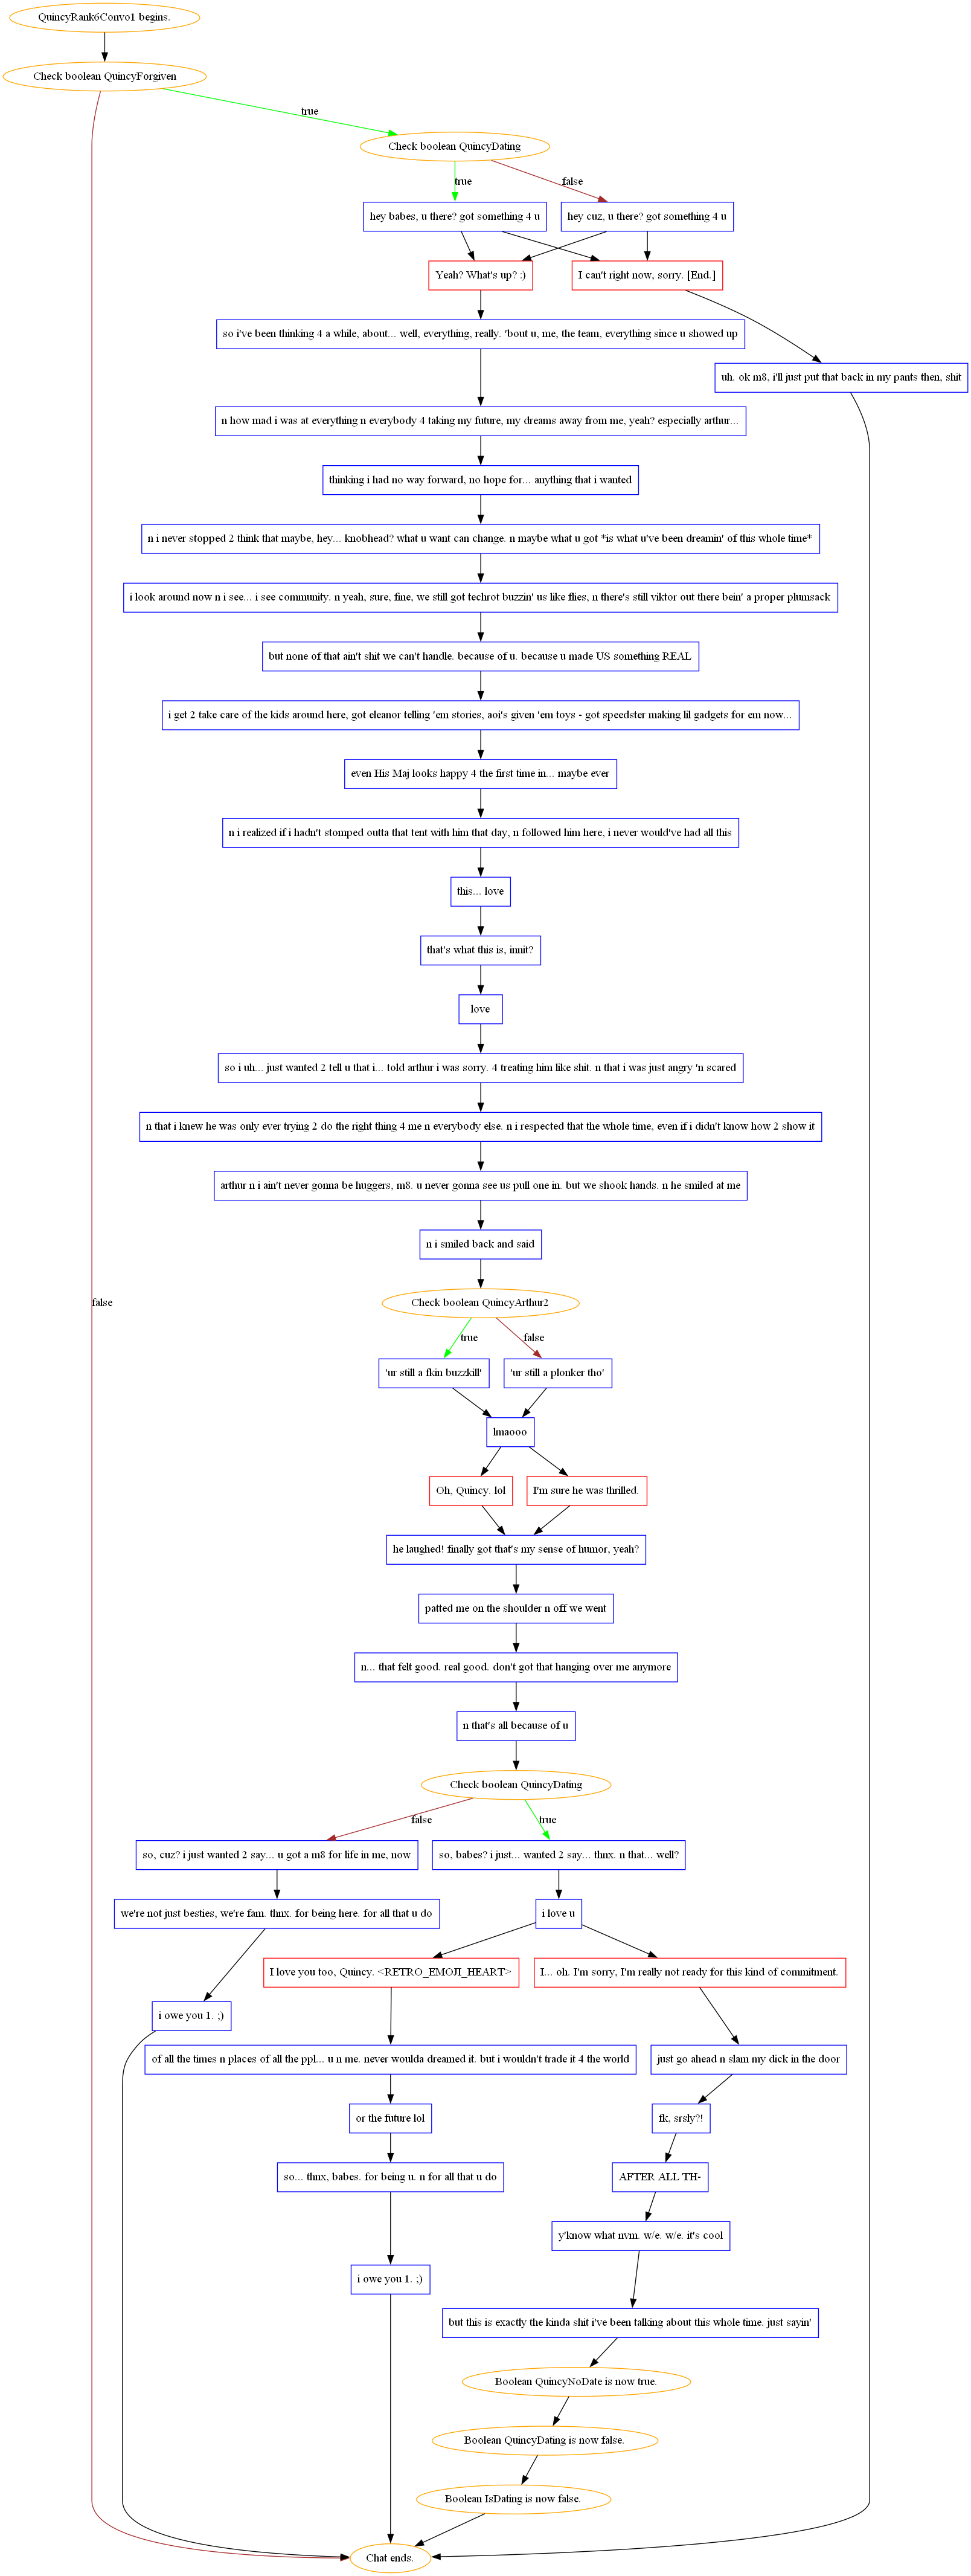 QuincyRank6Convo1 begins.
Check boolean QuincyForgiven
true
Check boolean QuincyDating
true
false
hey babes, u there? got something 4 u
hey cuz, u there? got something 4 u
Yeah? What's up? :)
I can't right now, sorry. [End.]
so i've been thinking 4 a while, about... well, everything, really. 'bout u, me, the team, everything since u showed up
uh. ok m8, i'll just put that back in my pants then, shit
n how mad i was at everything n everybody 4 taking my future, my dreams away from me, yeah? especially arthur...
thinking i had no way forward, no hope for... anything that i wanted
n i never stopped 2 think that maybe, hey... knobhead? what u want can change. n maybe what u got *is what u've been dreamin' of this whole time*
i look around now n i see... i see community. n yeah, sure, fine, we still got techrot buzzin' us like flies, n there's still viktor out there bein' a proper plumsack
but none of that ain't shit we can't handle. because of u. because u made US something REAL
i get 2 take care of the kids around here, got eleanor telling 'em stories, aoi's given 'em toys - got speedster making lil gadgets for em now...
even His Maj looks happy 4 the first time in... maybe ever
n i realized if i hadn't stomped outta that tent with him that day, n followed him here, i never would've had all this
this... love
that's what this is, innit?
love
so i uh... just wanted 2 tell u that i... told arthur i was sorry. 4 treating him like shit. n that i was just angry 'n scared
n that i knew he was only ever trying 2 do the right thing 4 me n everybody else. n i respected that the whole time, even if i didn't know how 2 show it
arthur n i ain't never gonna be huggers, m8. u never gonna see us pull one in. but we shook hands. n he smiled at me
n i smiled back and said
false
Check boolean QuincyArthur2
true
false
'ur still a fkin buzzkill'
'ur still a plonker tho'
lmaooo
Oh, Quincy. lol
I'm sure he was thrilled.
he laughed! finally got that's my sense of humor, yeah?
patted me on the shoulder n off we went
n... that felt good. real good. don't got that hanging over me anymore
n that's all because of u
Check boolean QuincyDating
false
true
so, cuz? i just wanted 2 say... u got a m8 for life in me, now
so, babes? i just... wanted 2 say... thnx. n that... well?
we're not just besties, we're fam. thnx. for being here. for all that u do
i love u
I love you too, Quincy. <RETRO_EMOJI_HEART>
I... oh. I'm sorry, I'm really not ready for this kind of commitment.
i owe you 1. ;)
of all the times n places of all the ppl... u n me. never woulda dreamed it. but i wouldn't trade it 4 the world
just go ahead n slam my dick in the door
or the future lol
fk, srsly?!
so... thnx, babes. for being u. n for all that u do
AFTER ALL TH-
y'know what nvm. w/e. w/e. it's cool
i owe you 1. ;)
but this is exactly the kinda shit i've been talking about this whole time. just sayin'
Boolean QuincyNoDate is now true.
Boolean QuincyDating is now false.
Boolean IsDating is now false.
Chat ends.